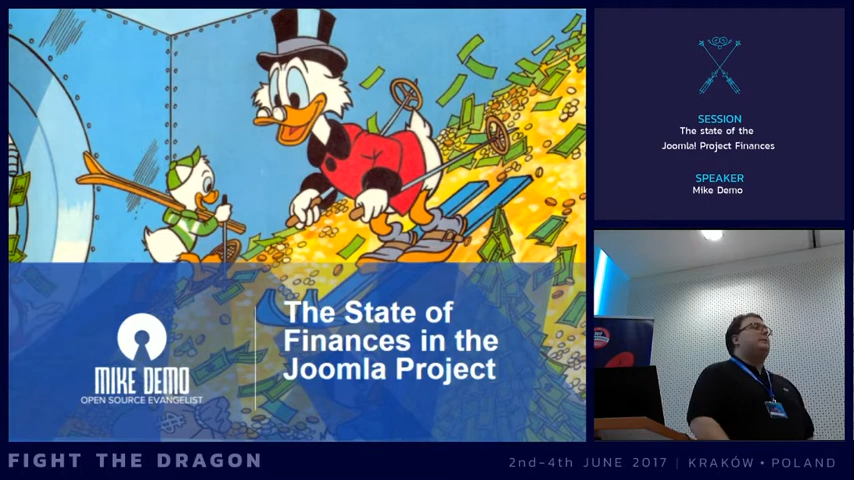 The State of
Finances in the
Joomla Project
MIKE DEMO
OPEN SOURCE EVANGELIST
SESSION
The state of the
Joomla! Project Finances
SPEAKER
Mike Demo
FIGHT THE DRAGON
2nd-4th JUNE 2017 | KRAKÓW • POLAND